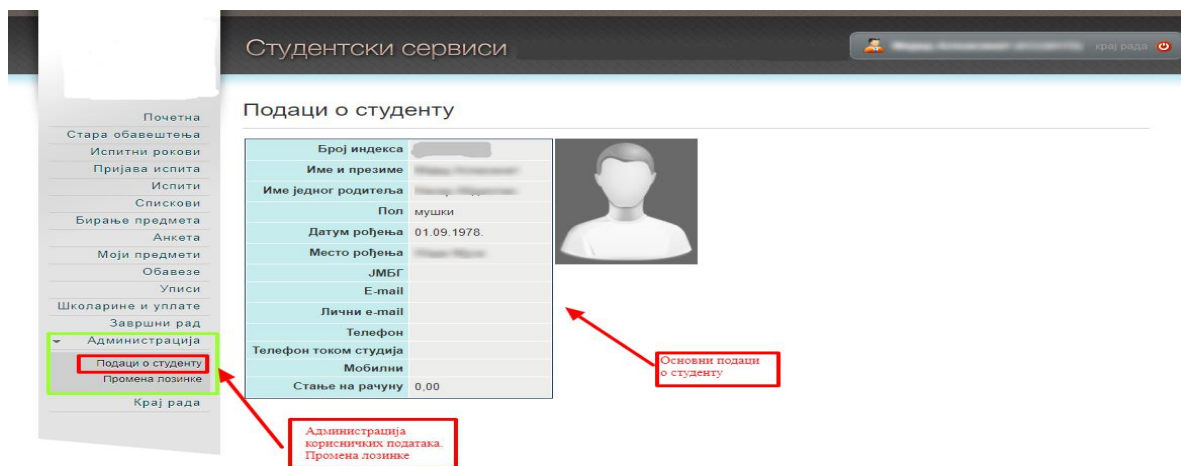 Студентски сервиси
крај рада
Почетна
Стара обавештења
Испитни рокови
Пријава испита
Испити
Спискови
Бирање предмета
Анкета
Моји предмети
Обавезе
Уписи
Школарине и уплате
Завршни рад
Администрација
Подаци о студенту
Промена лозинке
Крај рада
Подаци о студенту
Број индекса
Име и презиме
Име једног родитеља
Пол мушки
Датум рођења 01.09.1978.
Место рођења
ЈМБГ
E-mail
Лични e-mail
Телефон
Телефон током студија
Мобилни
Стање на рачуну 0,00
Основни подаци
о студенту
Администрација
корисничких података.
Промена лозинке